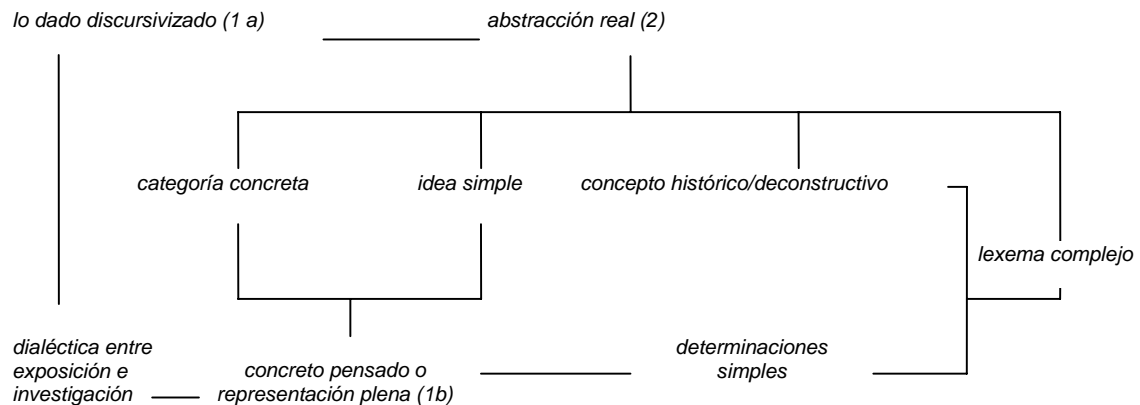 lo dado discursivizado (1 a)
abstracción real (2)
categoría concreta
idea simple
concepto histórico/deconstructivo
lexema complejo
dialéctica entre
exposición e
investigación
concreto pensado o
representación plena (1b)
determinaciones
simples